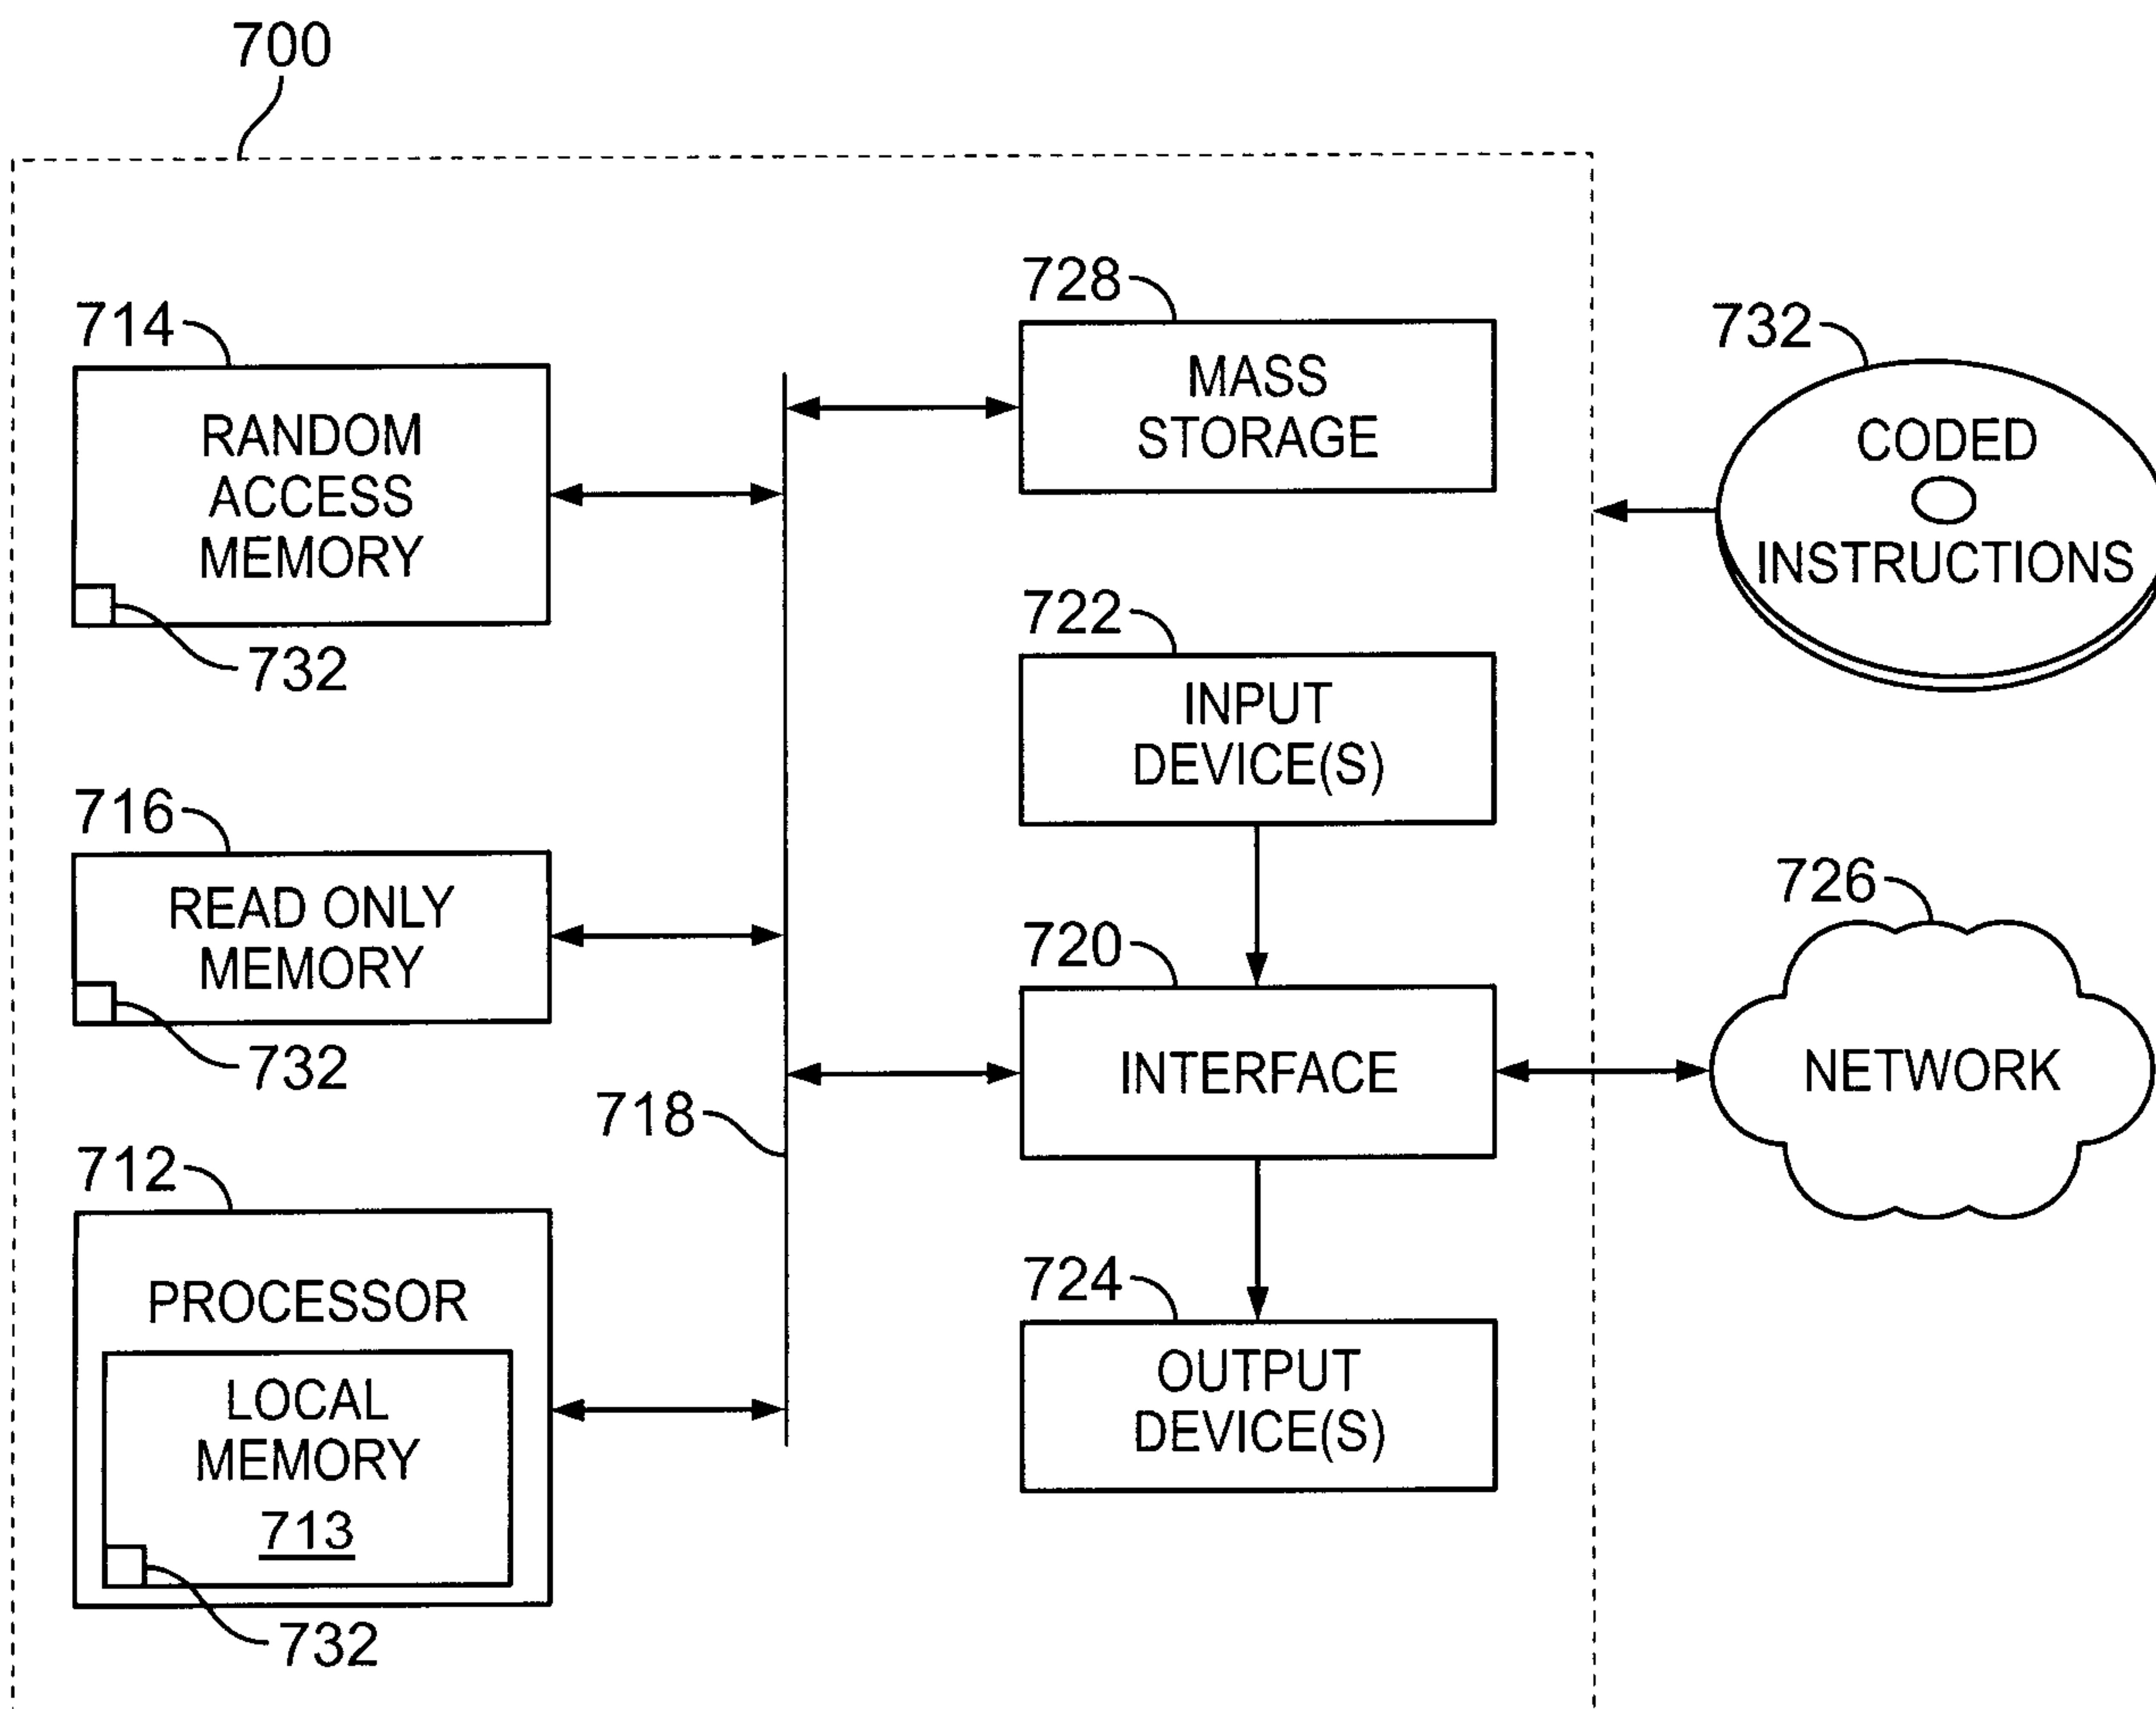 700
714
RANDOM
ACCESS
MEMORY
732
716
READ ONLY
MEMORY
732
712
PROCESSOR
LOCAL
MEMORY
713
732
718
728
MASS
STORAGE
722
INPUT
DEVICE(S)
720
INTERFACE
724
OUTPUT
DEVICE(S)
732
CODED
INSTRUCTIONS
726
NETWORK